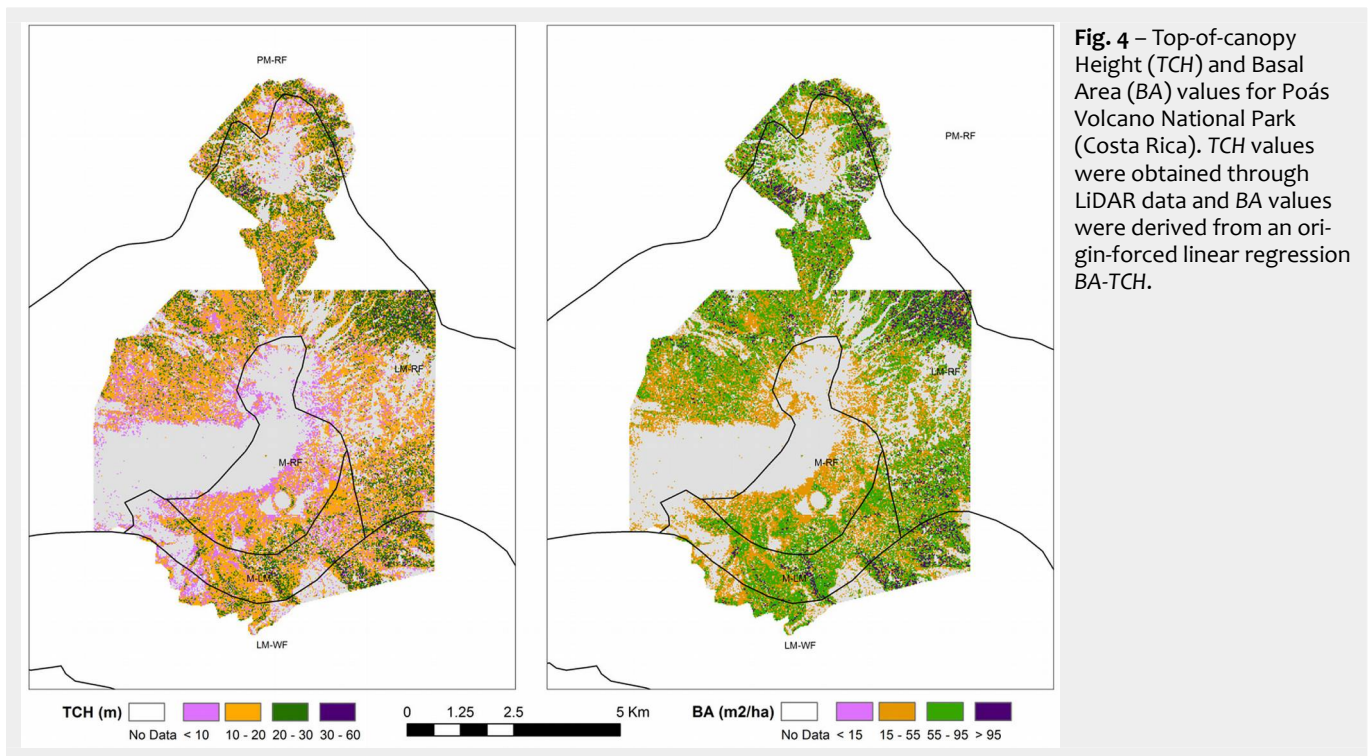 PM-RF
LM-RF
M-RF
M-LM
LM-WF
PM-RF
LM-RF
M-RF
M-LM
LM-WF
TCH (m)
No Data < 10 10 - 20 20 - 30 30 - 60
0 1.25 2.5 5 Km
BA (m2/ha)
No Data < 15 15 - 55 55 - 95 > 95
Fig. 4 – Top-of-canopy
Height (TCH) and Basal
Area (BA) values for Poás
Volcano National Park
(Costa Rica). TCH values
were obtained through
LiDAR data and BA values
were derived from an ori-
gin-forced linear regression
BA-TCH.